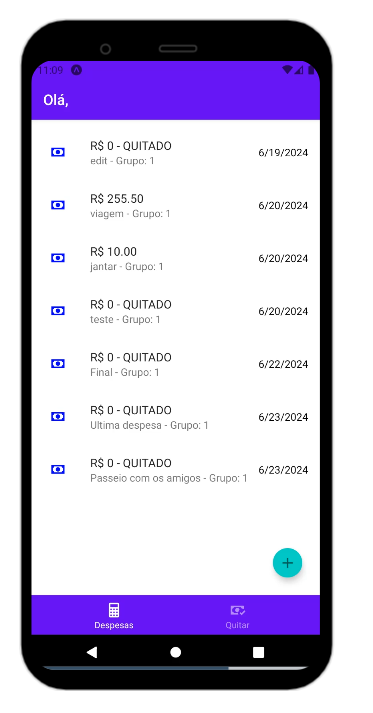 11:09
Olá,
R$ 0 - QUITADO
edit - Grupo: 1
6/19/2024
R$ 255.50
viagem - Grupo: 1
6/20/2024
R$ 10.00
jantar - Grupo: 1
6/20/2024
R$ 0 - QUITADO
teste - Grupo: 1
6/20/2024
R$ 0 - QUITADO
Final - Grupo: 1
6/22/2024
R$ 0 - QUITADO
Ultima despesa - Grupo: 1
6/23/2024
R$ 0 - QUITADO
Passeio com os amigos - Grupo: 1
6/23/2024
Despesas
Quitar